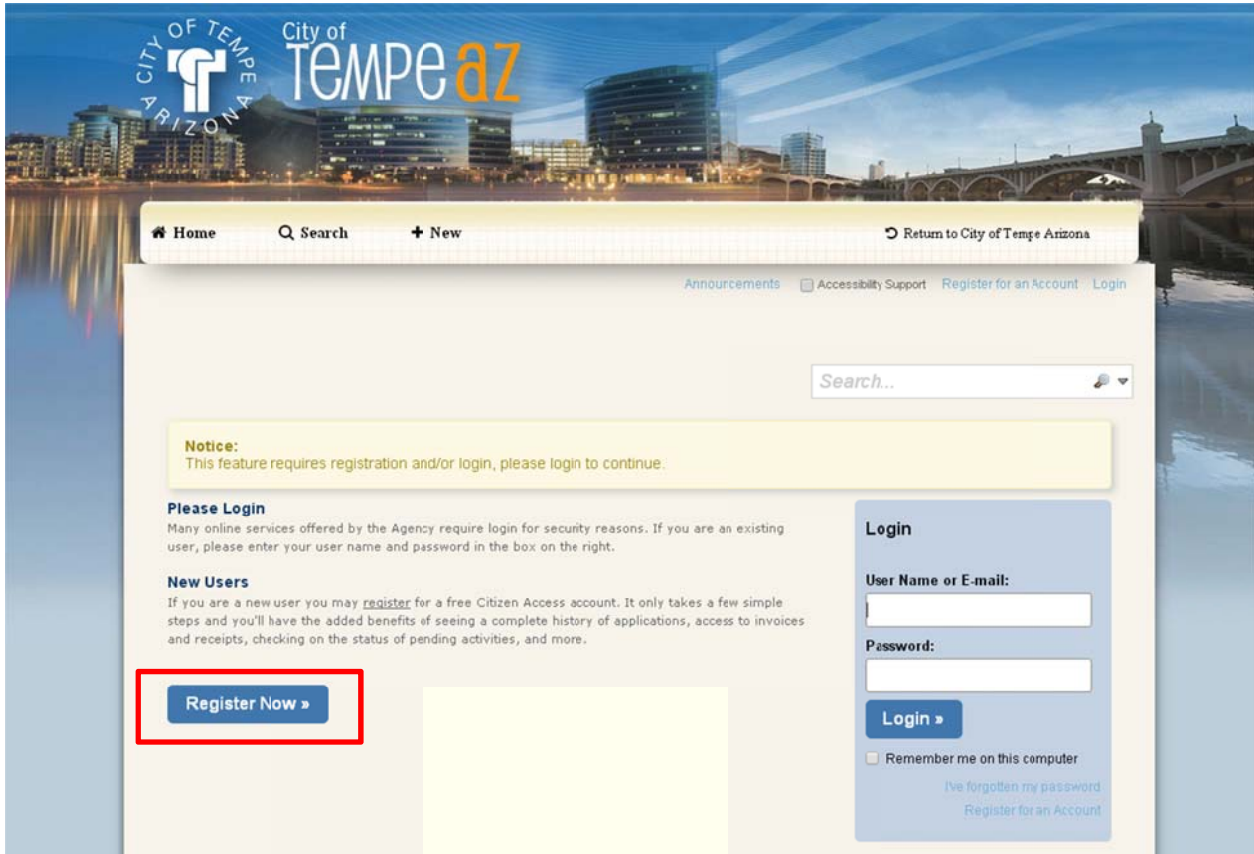 CITY OF TEMPE
ARIZONA
City of
Tempe az
Home
Search
New
Return to City of Tempe Arizona
Announcements
Accessibility Support
Register for an Account
Login
Search...
Notice:
This feature requires registration and/or login, please login to continue.
Please Login
Many online services offered by the Agency require login for security reasons. If you are an existing
user, please enter your user name and password in the box on the right.
New Users
If you are a new user you may register for a free Citizen Access account. It only takes a few simple
steps and you'll have the added benefits of seeing a complete history of applications, access to invoices
and receipts, checking on the status of pending activities, and more.
Register Now »
Login
User Name or E-mail:
Password:
Login »
Remember me on this computer
I've forgotten my password
Register for an Account